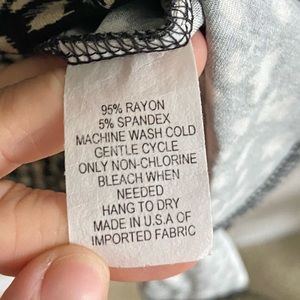 95% RAYON
5% SPANDEX
MACHINE WASH COLD
GENTLE CYCLE
ONLY NON-CHLORINE
BLEACH WHEN
NEEDED
HANG TO DRY
MADE IN U.S.A OF
IMPORTED FABRIC